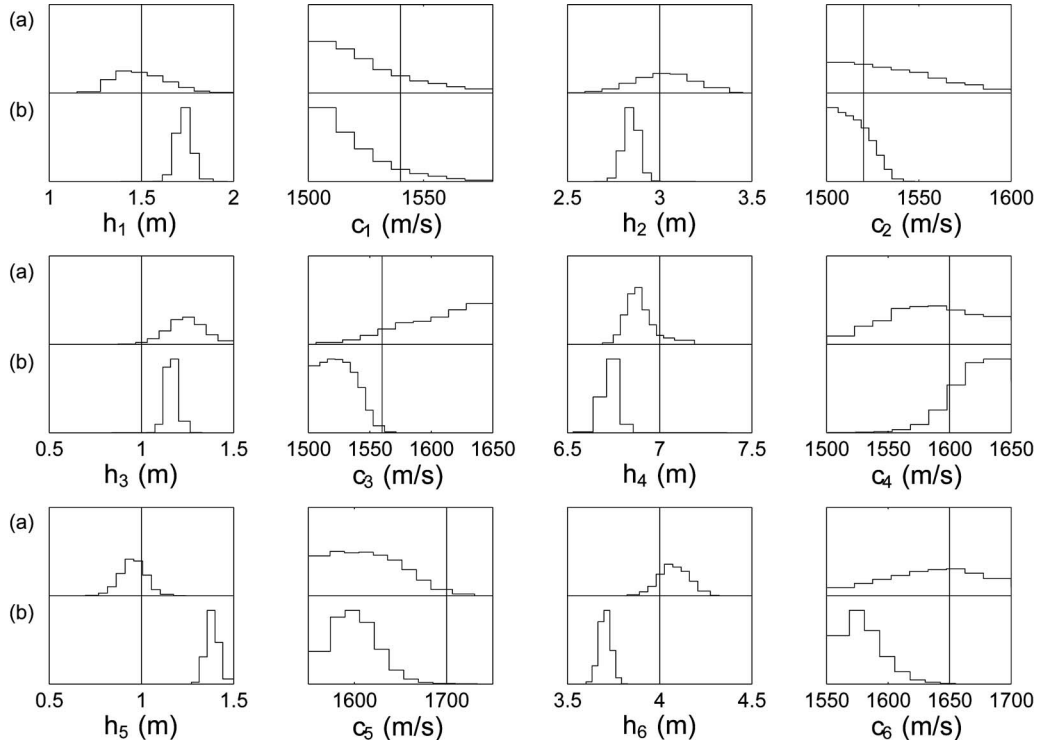 (a)
(b)
1 1.5 2 1500 1550 2.5 3 3.5 1500 1550 1600
h1 (m) c1 (m/s) h2 (m) c2 (m/s)
(a)
(b)
0.5 1 1.5 1500 1550 1600 1650 6.5 7 7.5 1500 1550 1600 1650
h3 (m) c3 (m/s) h4 (m) c4 (m/s)
(a)
(b)
0.5 1 1.5 1600 1700 3.5 4 4.5 1550 1600 1650 1700
h5 (m) c5 (m/s) h6 (m) c6 (m/s)